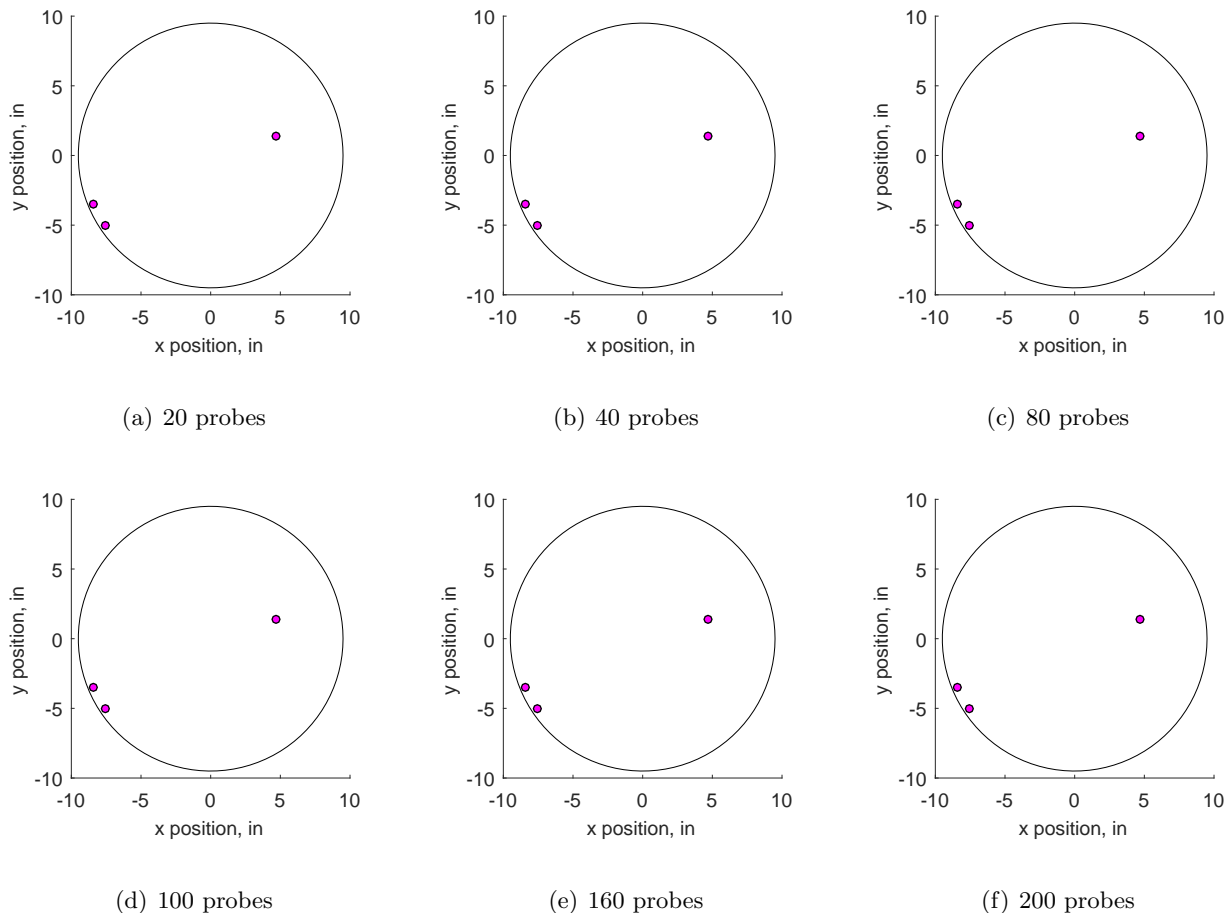 10 10 10
5 5 5
y position, in y position, in y position, in
0 0 0
-5 -5 -5
-10 -10 -10
-10 -5 0 5 10 -10 -5 0 5 10 -10 -5 0 5 10
x position, in x position, in x position, in
(a) 20 probes (b) 40 probes (c) 80 probes
10 10 10
5 5 5
y position, in y position, in y position, in
0 0 0
-5 -5 -5
-10 -10 -10
-10 -5 0 5 10 -10 -5 0 5 10 -10 -5 0 5 10
x position, in x position, in x position, in
(d) 100 probes (e) 160 probes (f) 200 probes